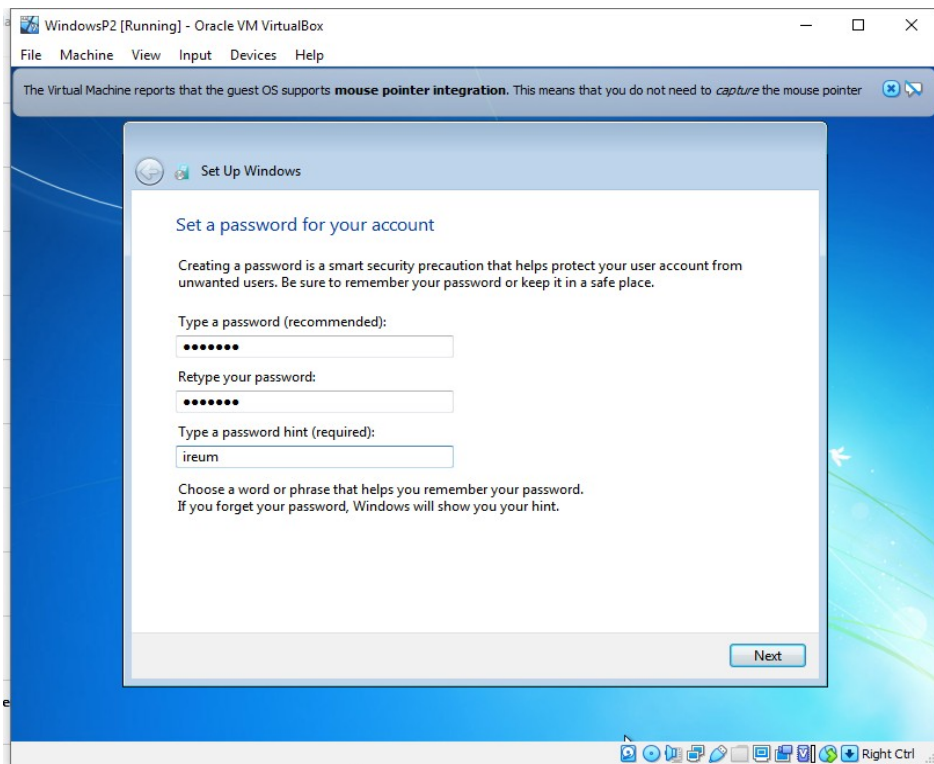 WindowsP2 [Running] - Oracle VM VirtualBox
File Machine View Input Devices Help
The Virtual Machine reports that the guest OS supports mouse pointer integration. This means that you do not need to capture the mouse pointer
Set Up Windows
Set a password for your account
Creating a password is a smart security precaution that helps protect your user account from
unwanted users. Be sure to remember your password or keep it in a safe place.
Type a password (recommended):
●●●●●●●
Retype your password:
●●●●●●●
Type a password hint (required):
ireum
Choose a word or phrase that helps you remember your password.
If you forget your password, Windows will show you your hint.
Next
Right Ctrl